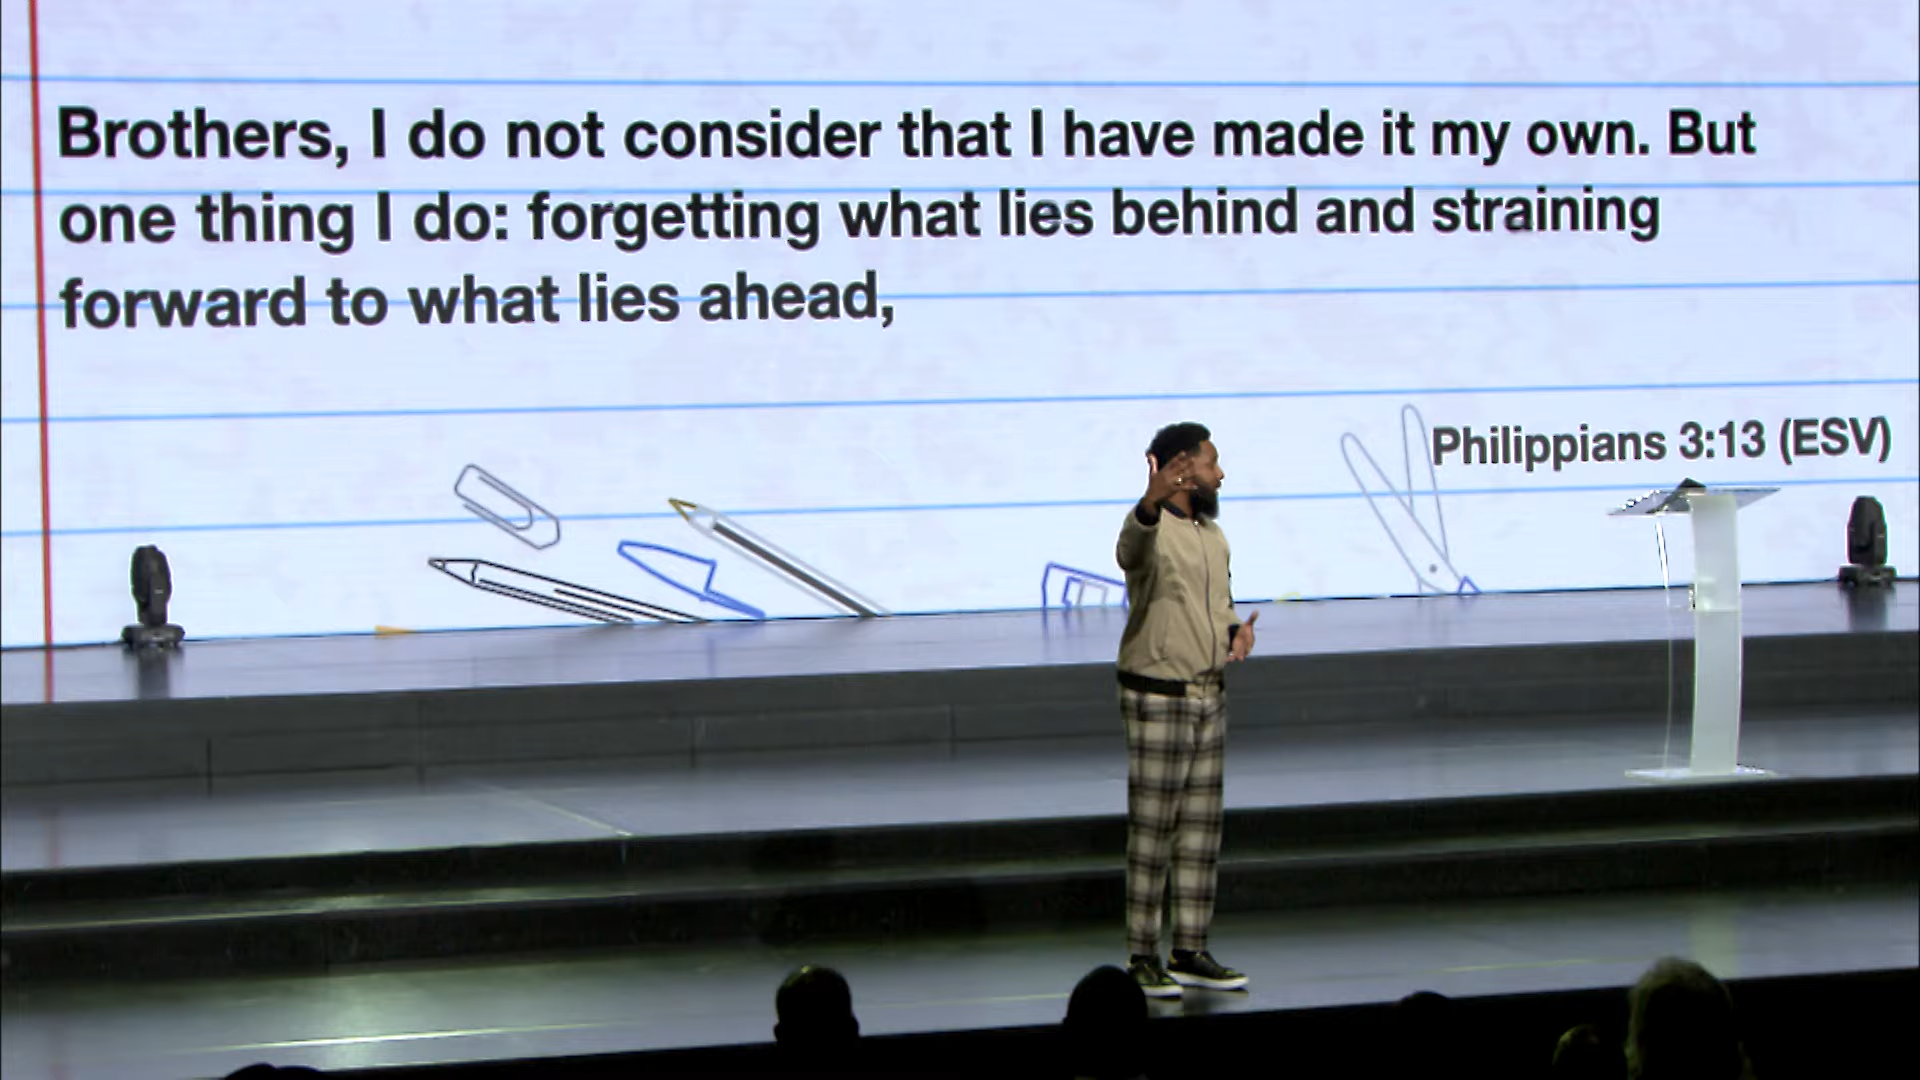 Brothers, I do not consider that I have made it my own. But
one thing I do: forgetting what lies behind and straining
forward to what lies ahead,
Philippians 3:13 (ESV)